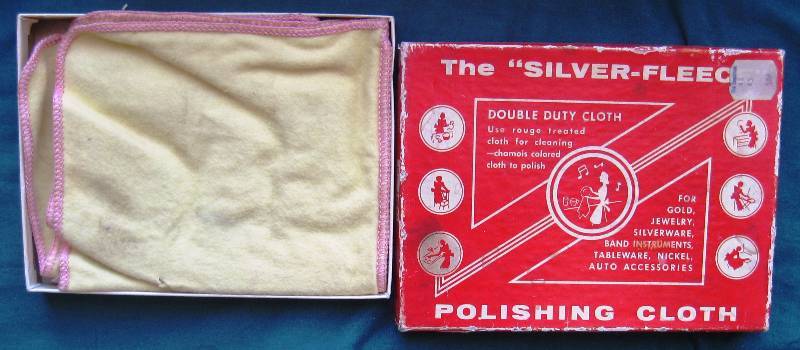 The "SILVER-FLEEC
DOUBLE DUTY CLOTH
Use rouge treated
cloth for cleaning
—chamois colored
cloth to polish
FOR
GOLD,
JEWELRY,
SILVERWARE,
BAND INSTRUMENTS,
TABLEWARE, NICKEL,
AUTO ACCESSORIES
POLISHING CLOTH